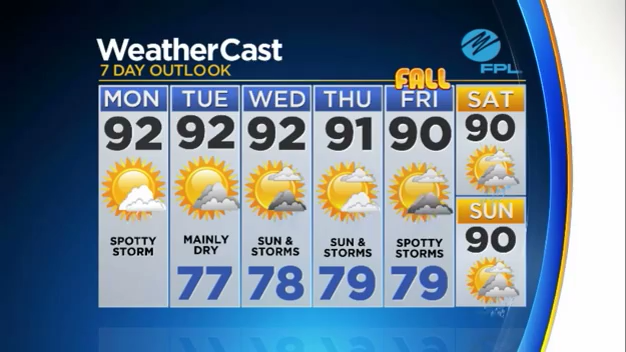 WeatherCast
7 DAY OUTLOOK
FPL
FALL
MON TUE WED THU FRI SAT
92 92 92 91 90 90
SPOTTY STORM
MAINLY DRY
SUN & STORMS
SUN & STORMS
SPOTTY STORMS
77 78 79 79
SUN
90